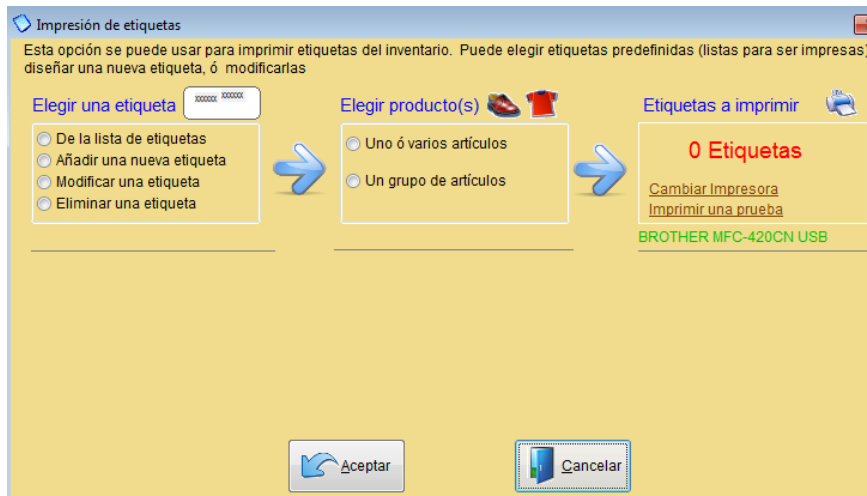 Impresión de etiquetas
Esta opción se puede usar para imprimir etiquetas del inventario. Puede elegir etiquetas predefinidas (listas para ser impresas)
diseñar una nueva etiqueta, ó modificarlas
Elegir una etiqueta
xxxxxx xxxxxx
De la lista de etiquetas
Añadir una nueva etiqueta
Modificar una etiqueta
Eliminar una etiqueta
Elegir producto(s)
Uno ó varios artículos
Un grupo de artículos
Etiquetas a imprimir
0 Etiquetas
Cambiar Impresora
Imprimir una prueba
BROTHER MFC-420CN USB
Aceptar
Cancelar